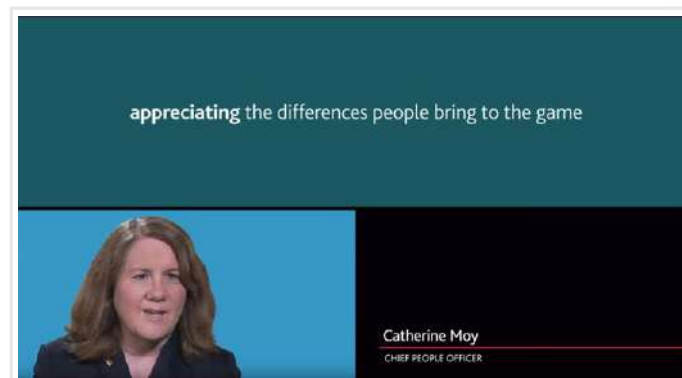 appreciating the differences people bring to the game
Catherine Moy
CHIEF PEOPLE OFFICER